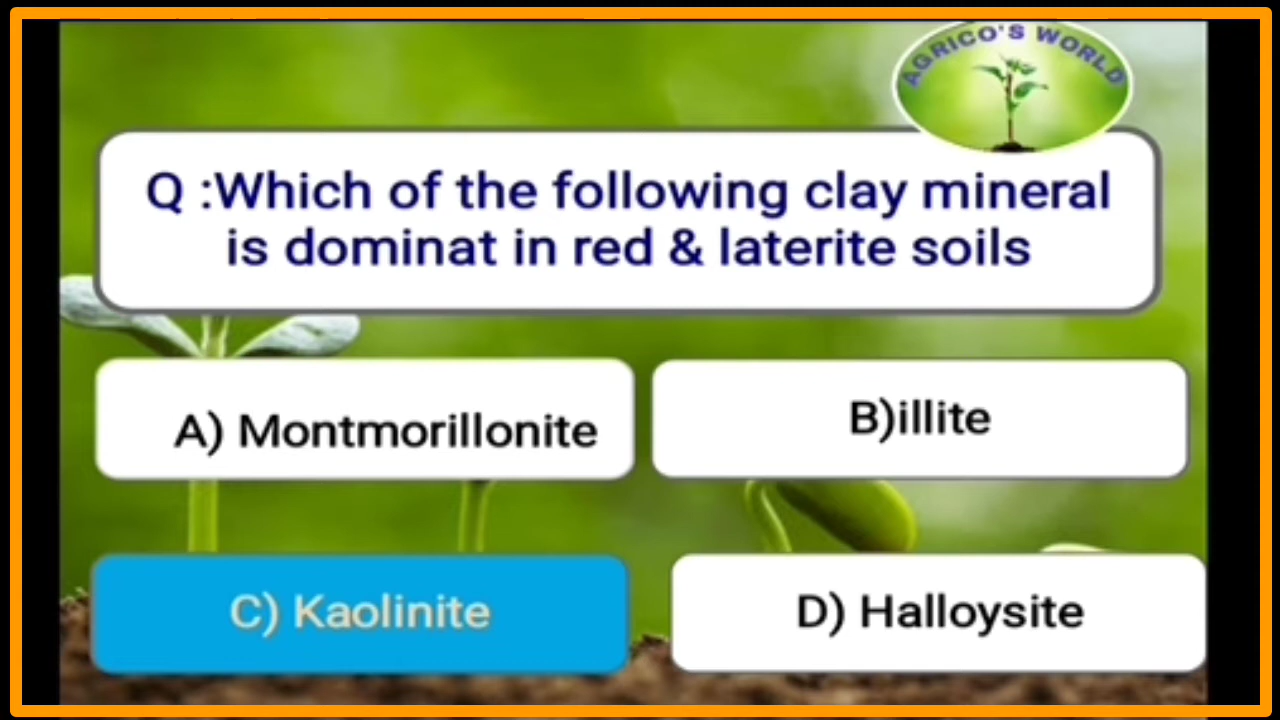 AGRICO'S WORLD
Q :Which of the following clay mineral
is dominat in red & laterite soils
A) Montmorillonite
B)illite
C) Kaolinite
D) Halloysite